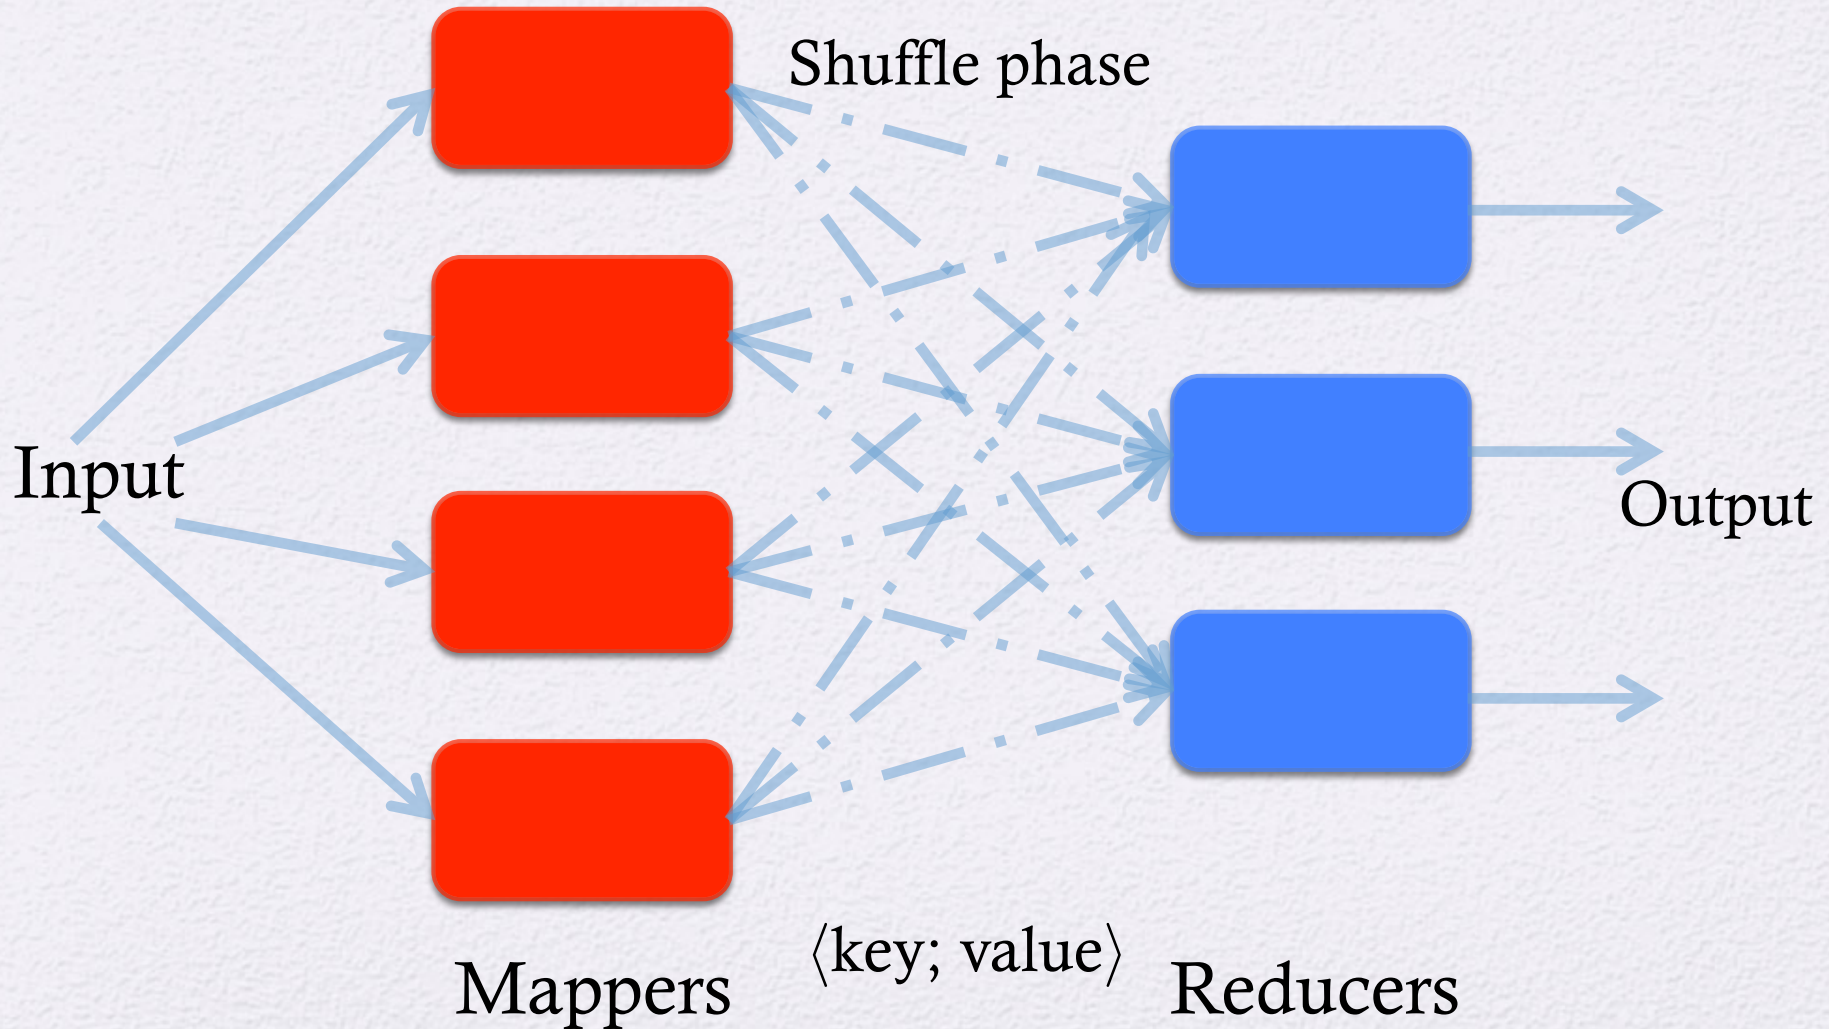 Shuffle phase
Input
Output
⟨key; value⟩
Mappers
Reducers